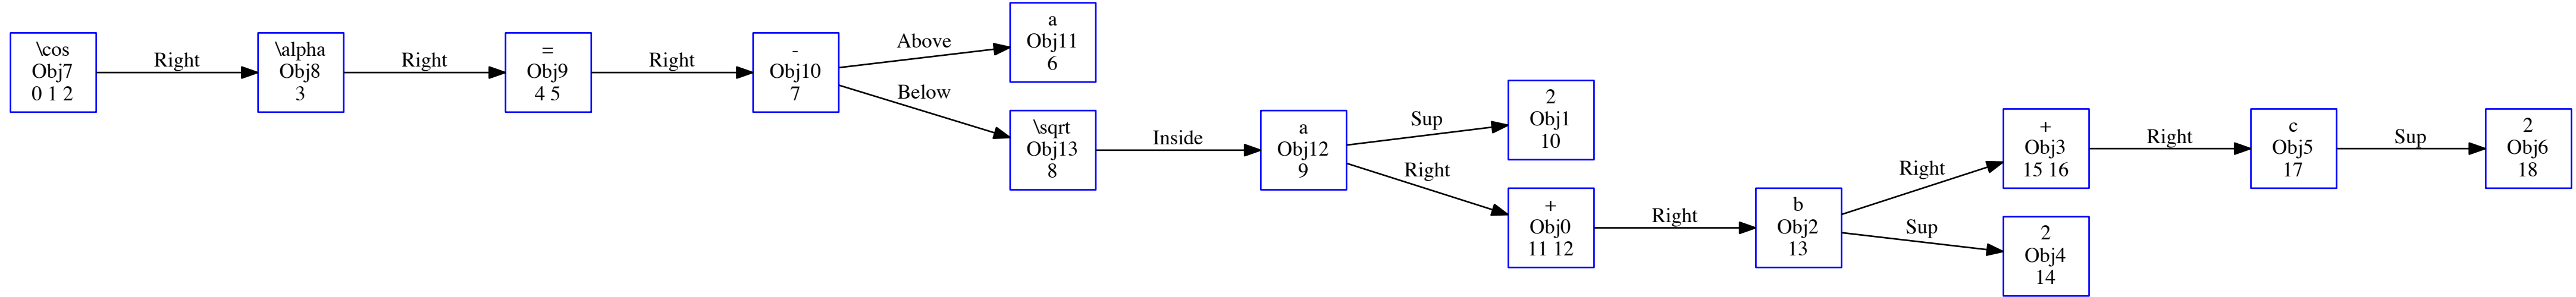 \cos
Obj7
0 1 2
Right
\alpha
Obj8
3
Right
=
Obj9
4 5
Right
-
Obj10
7
Above
a
Obj11
6
Below
\sqrt
Obj13
8
Inside
a
Obj12
9
Sup
2
Obj1
10
Right
+
Obj0
11 12
Right
b
Obj2
13
Right
+
Obj3
15 16
Right
c
Obj5
17
Sup
2
Obj6
18
Sup
2
Obj4
14